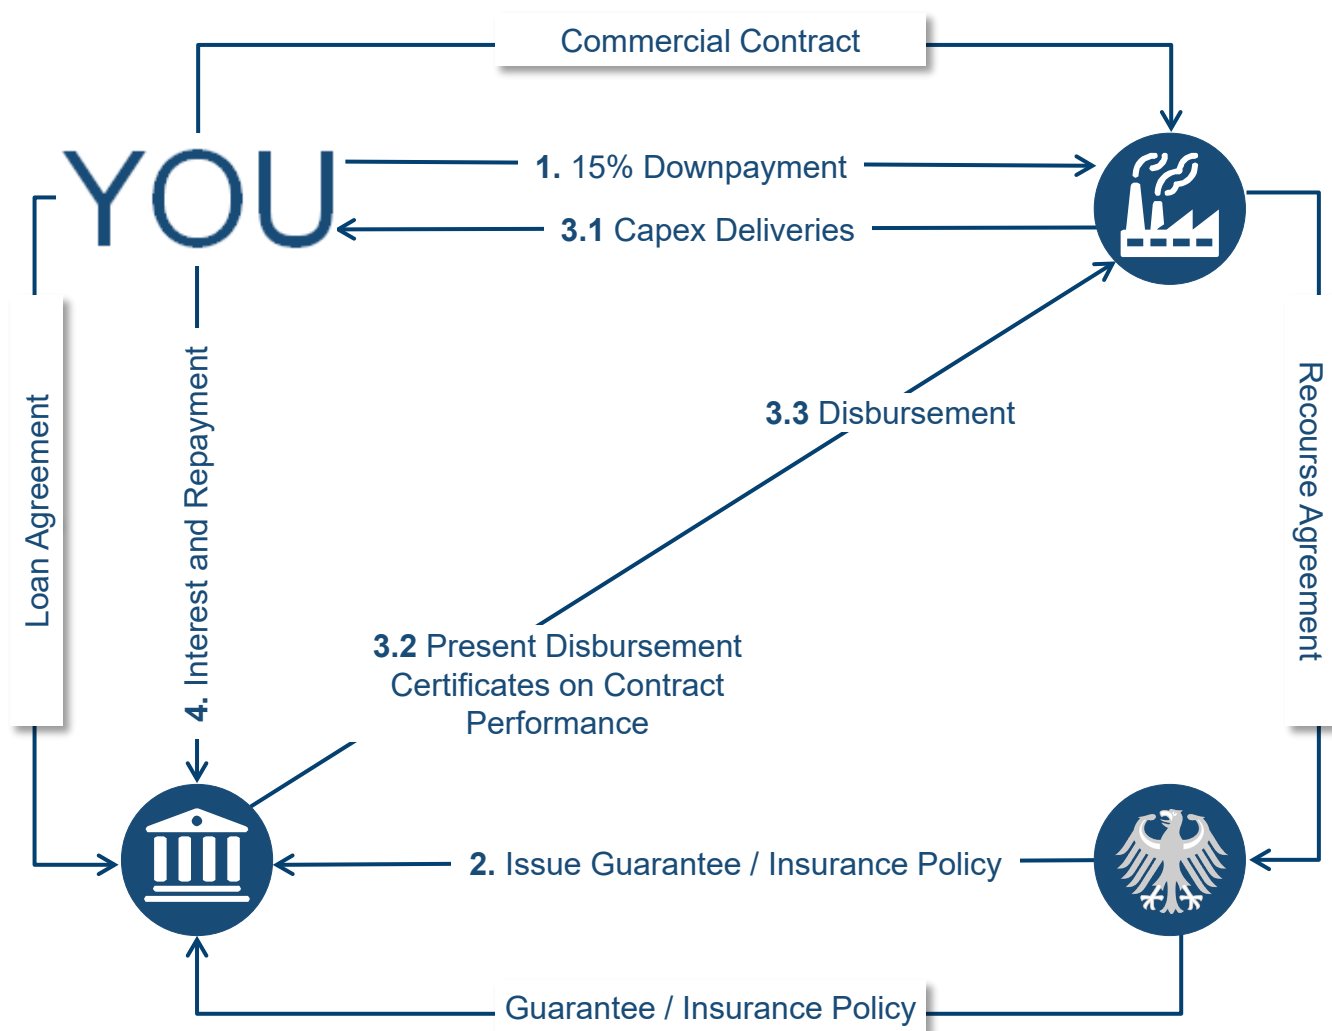 Commercial Contract
YOU
1. 15% Downpayment
3.1 Capex Deliveries
Loan Agreement
4. Interest and Repayment
3.3 Disbursement
Recourse Agreement
3.2 Present Disbursement
Certificates on Contract
Performance
2. Issue Guarantee / Insurance Policy
Guarantee / Insurance Policy